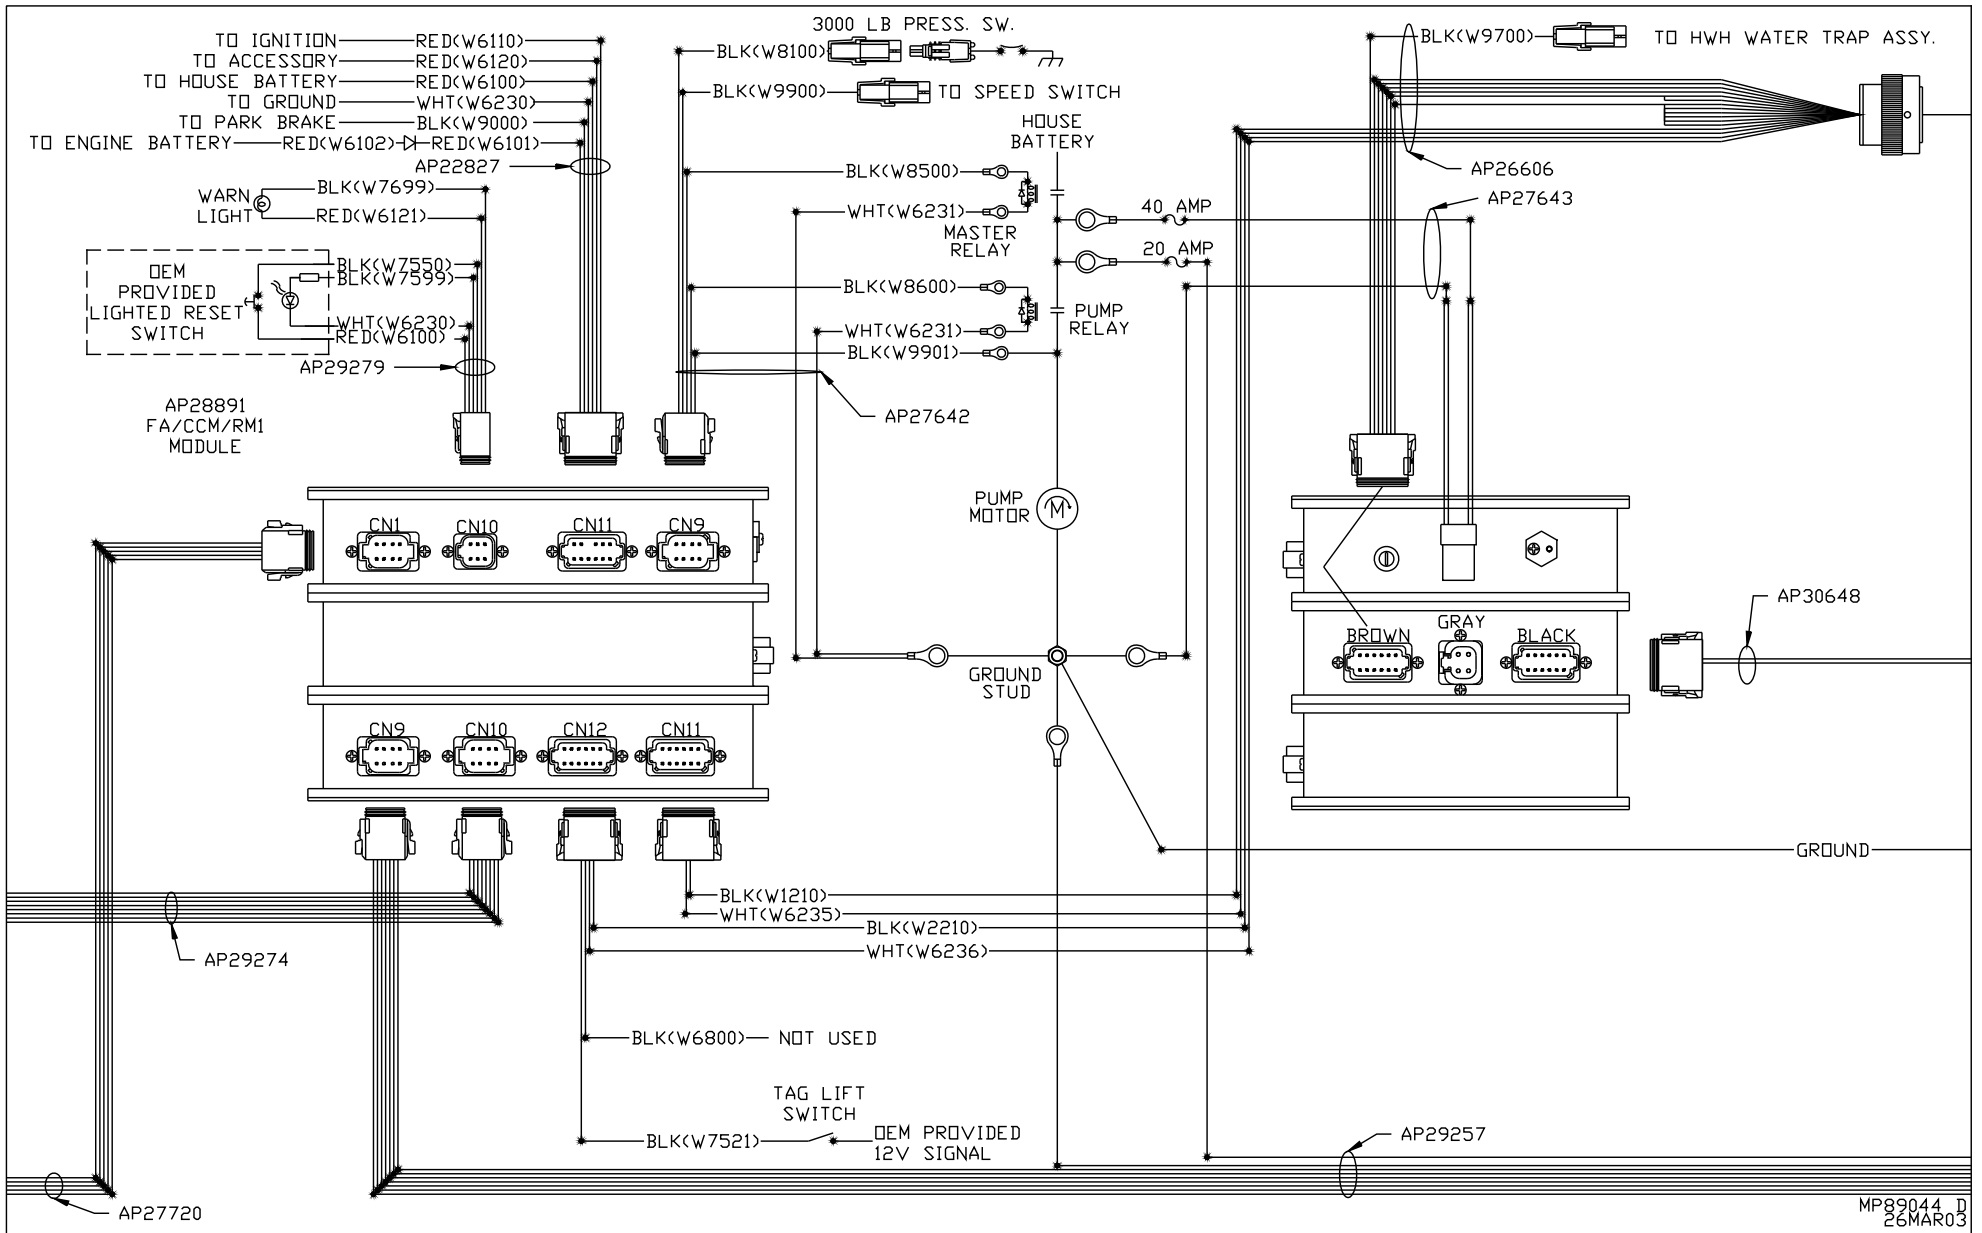 3000 LB PRESS. SW.
TO IGNITION RED(W6110)
TO ACCESSORY RED(W6120)
TO HOUSE BATTERY RED(W6100)
TO GROUND WHT(W6230)
TO PARK BRAKE BLK(W9000)
TO ENGINE BATTERY RED(W6102) RED(W6101)
AP22827
BLK(W8100)
BLK(W9900) TO SPEED SWITCH
BLK(W9700) TO HWH WATER TRAP ASSY.
HOUSE
BATTERY
AP26606
AP27643
WARN
LIGHT
BLK(W7699)
RED(W6121)
BLK(W8500)
WHT(W6231)
MASTER
RELAY
40 AMP
20 AMP
OEM
PROVIDED
LIGHTED RESET
SWITCH
BLK(W7550)
BLK(W7599)
WHT(W6230)
RED(W6100)
AP29279
BLK(W8600)
WHT(W6231)
BLK(W9901)
PUMP
RELAY
AP27642
AP28891
FA/CCM/RM1
MODULE
PUMP
MOTOR
M
CN1 CN10 CN11 CN9
AP30648
BROWN GRAY BLACK
GROUND
STUD
CN9 CN10 CN12 CN11
GROUND
BLK(W1210)
WHT(W6235)
BLK(W2210)
WHT(W6236)
AP29274
BLK(W6800) NOT USED
TAG LIFT
SWITCH
BLK(W7521)
OEM PROVIDED
12V SIGNAL
AP29257
AP27720
MP89044 D
26MAR03